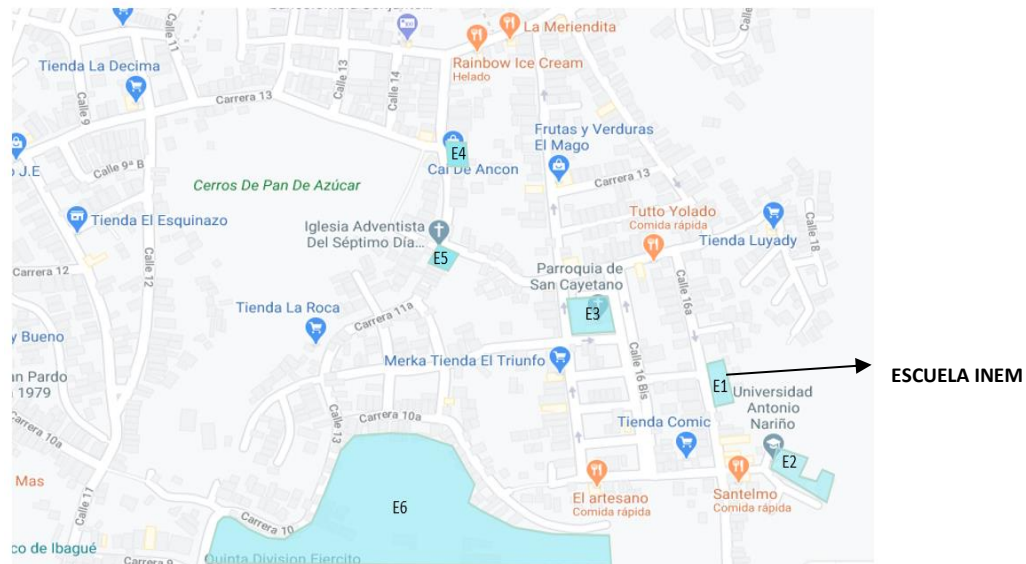 Calle 11
La Meriendita
Rainbow Ice Cream
Helado
Tienda La Decima
Calle 13
Calle 14
Calle 9
Carrera 13
Frutas y Verduras
El Mago
E4
Cal De Ancon
o J.E
Calle 9ª B
Carrera 13
Cerros De Pan De Azúcar
Tutto Yolado
Comida rápida
Tienda El Esquinazo
Iglesia Adventista
Del Séptimo Día...
Tienda Luyady
Calle 18
E5
Carrera 12
Calle 12
Parroquia de
San Cayetano
Calle 16a
Tienda La Roca
Carrera 11a
E3
y Bueno
Merka Tienda El Triunfo
Calle 16 Bis
an Pardo
1979
ESCUELA INEM
E1
Universidad
Antonio
Nariño
Carrera 10a
Calle 13
Tienda Comic
Carrera 10a
E2
Mas
Calle 11
El artesano
Comida rápida
Santelmo
Comida rápida
E6
Carrera 10
co de Ibagué
Carrera 9
Quinta Division Ejercito